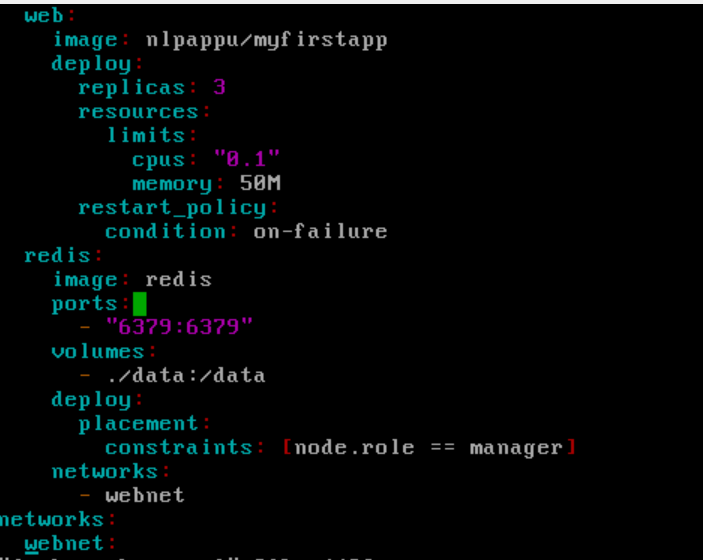 web:
image: nlpappu/myfirstapp
deploy:
replicas: 3
resources:
limits:
cpus: "0.1"
memory: 50M
restart_policy:
condition: on-failure
redis:
image: redis
ports:
- "6379:6379"
volumes:
- ./data:/data
deploy:
placement:
constraints: [node.role == manager]
networks:
- webnet
networks:
webnet: